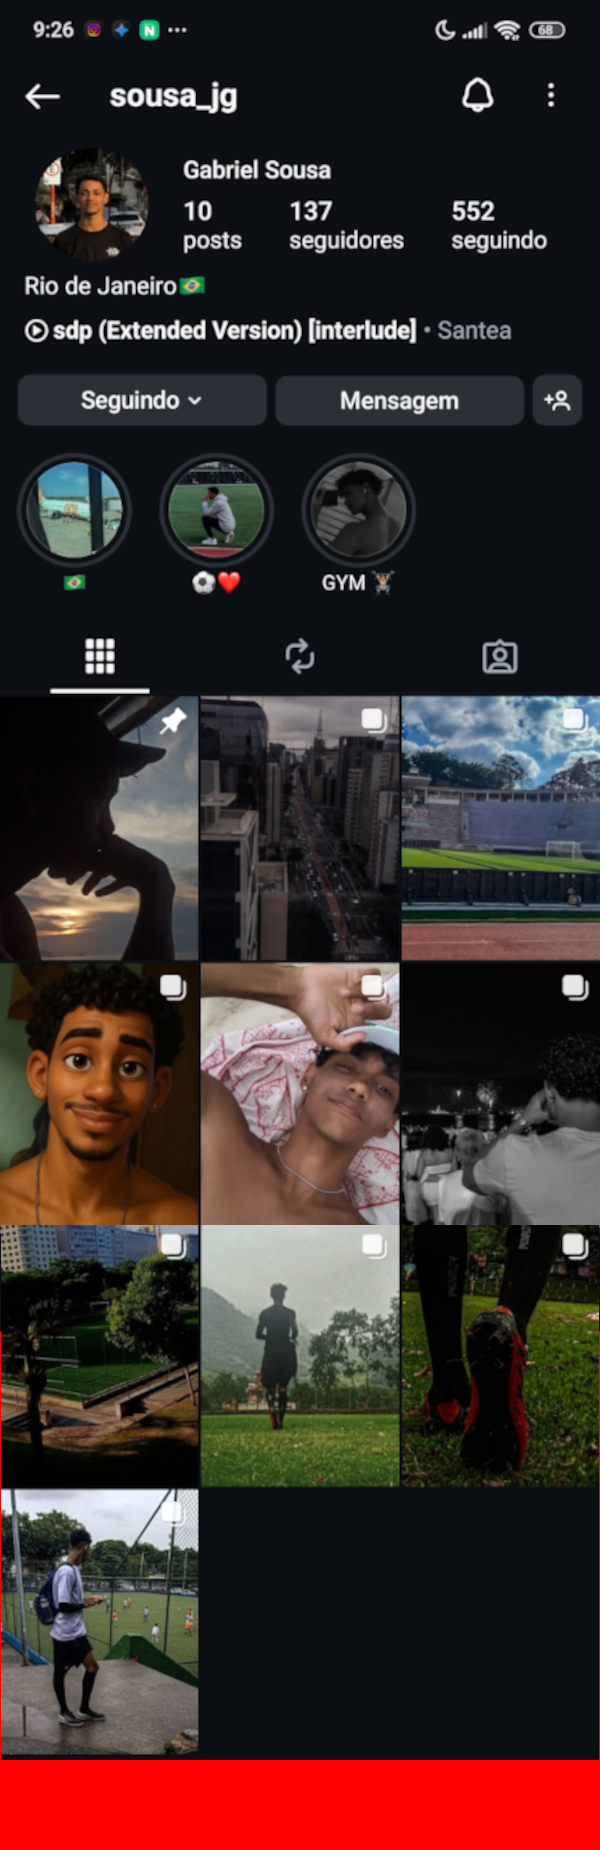 9:26
68
sousa_jg
Gabriel Sousa
10 137 552
posts seguidores seguindo
Rio de Janeiro🇧🇷
sdp (Extended Version) [interlude] • Santea
Seguindo Mensagem
🇧🇷 ⚽❤️ GYM 🏋️